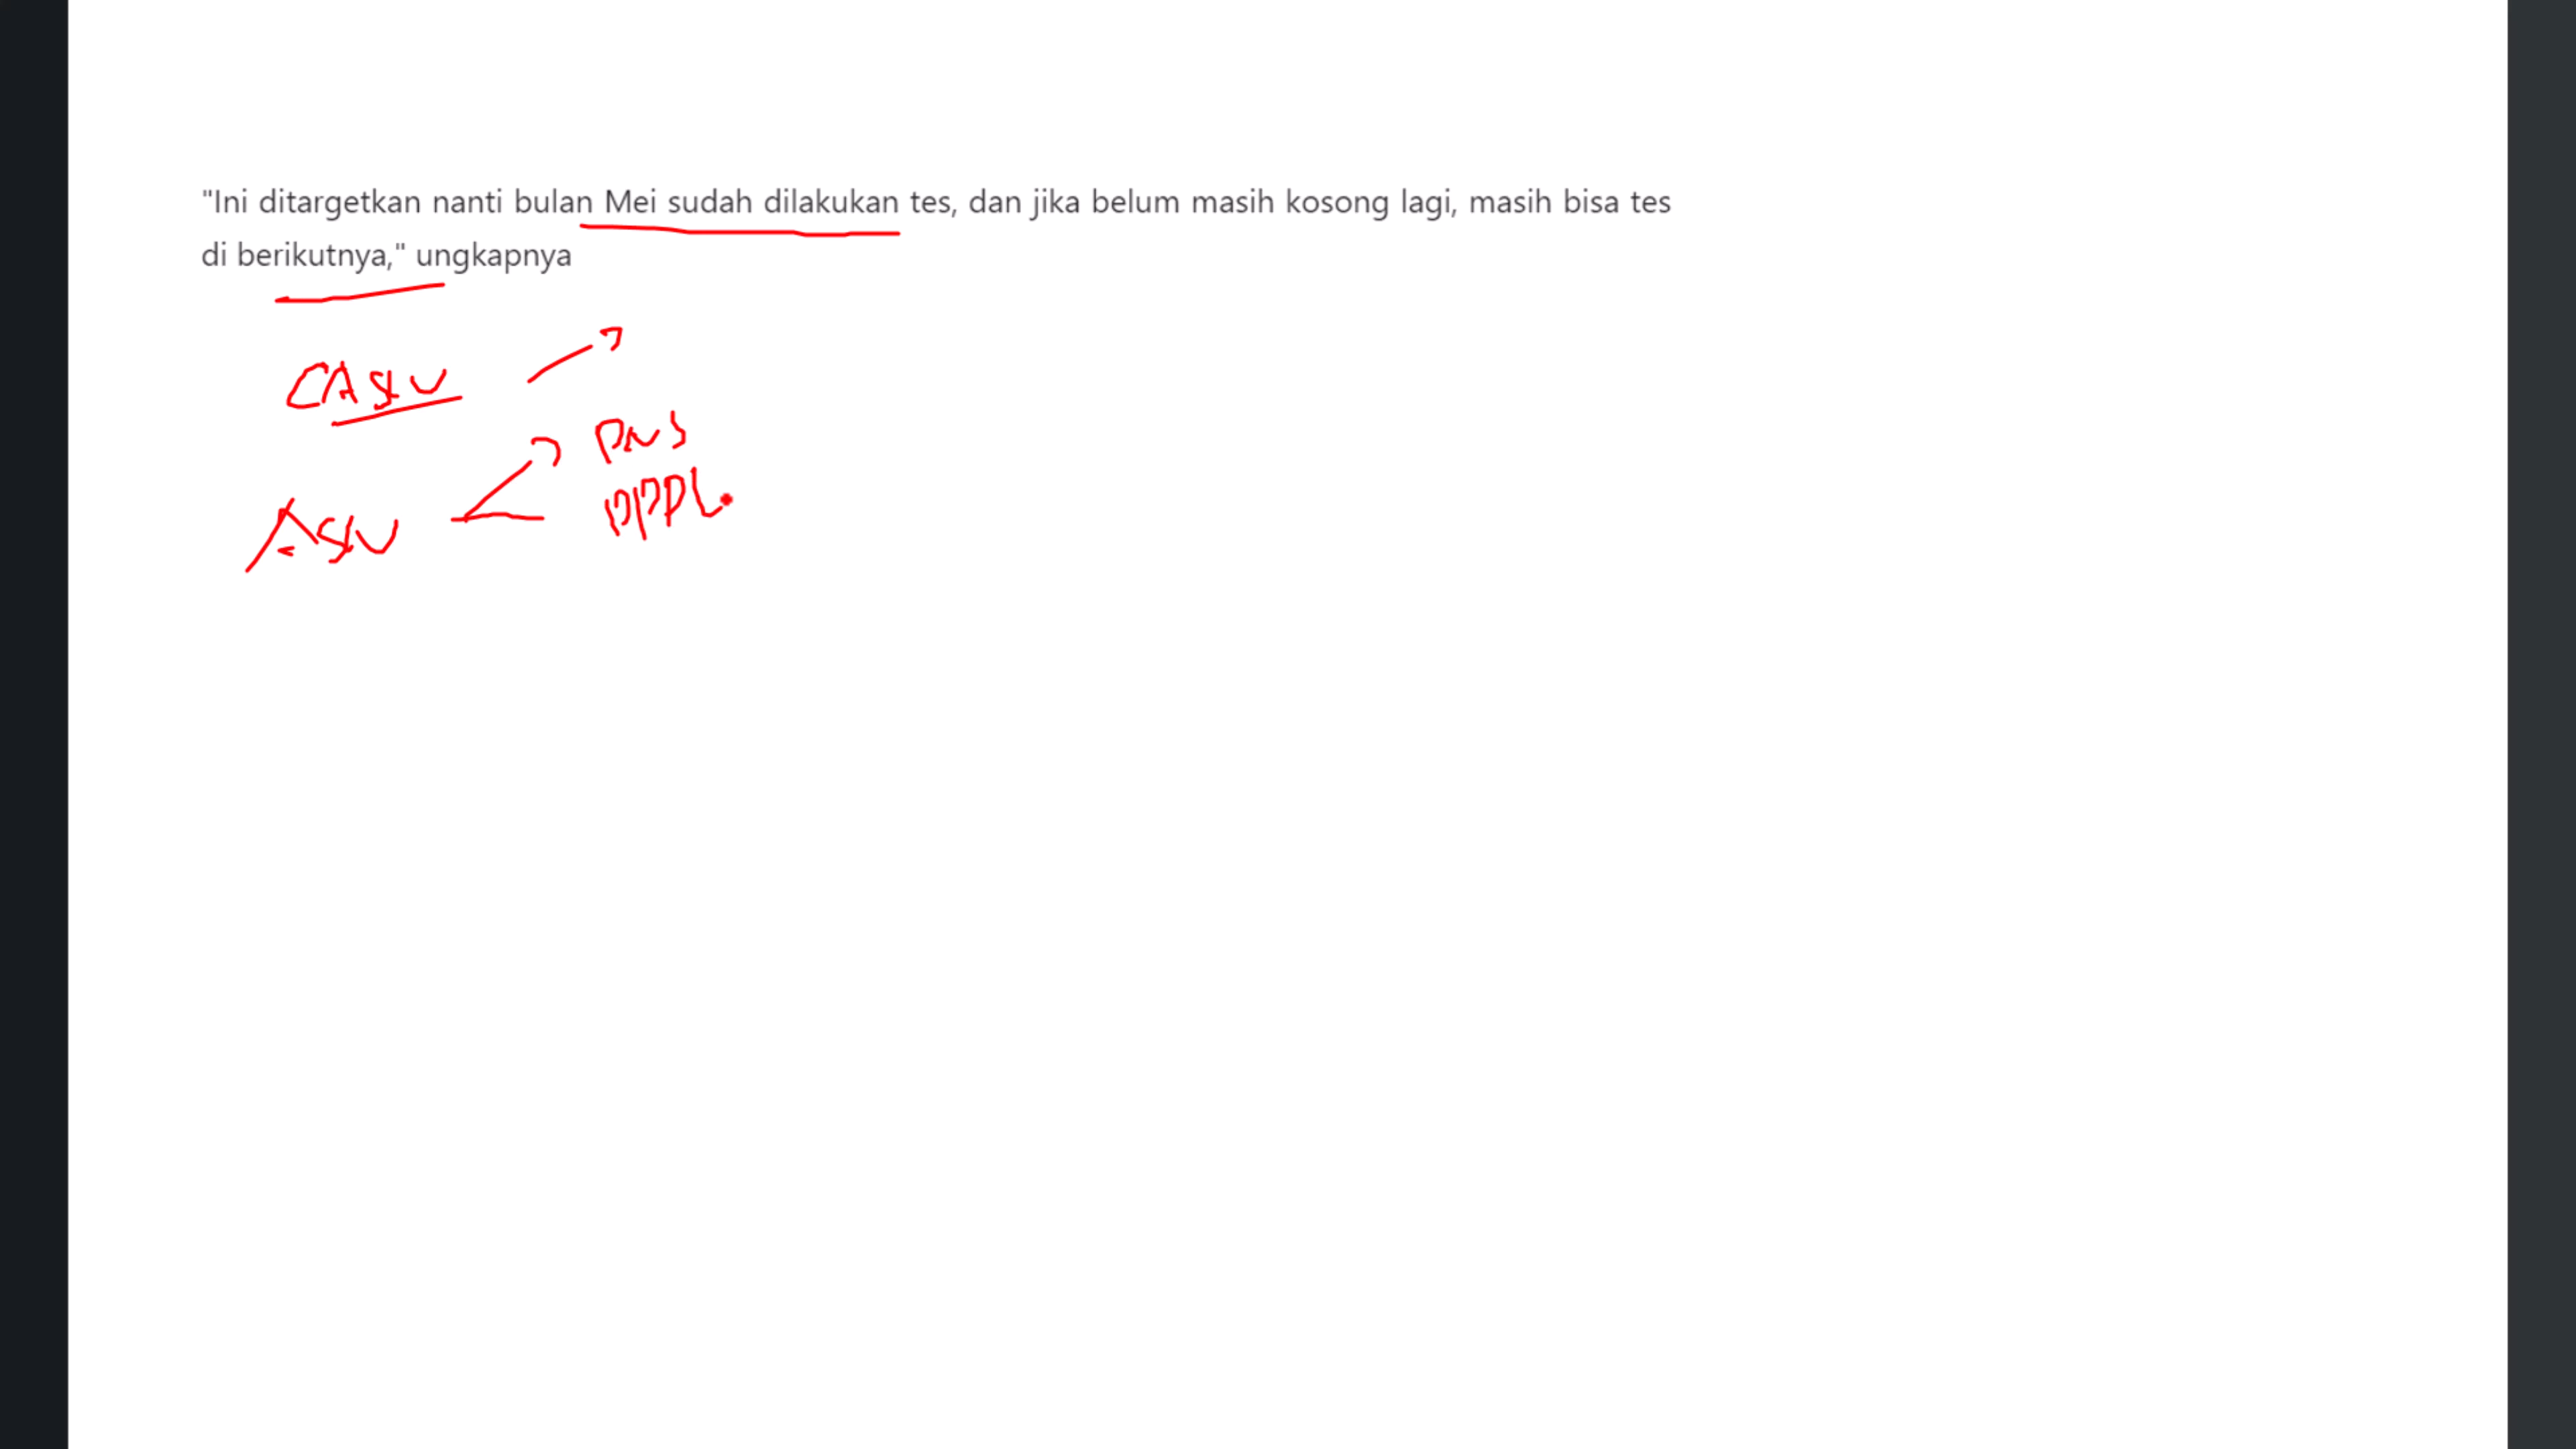 "Ini ditargetkan nanti bulan Mei sudah dilakukan tes, dan jika belum masih kosong lagi, masih bisa tes
di berikutnya," ungkapnya
CASN
PNS
ASN